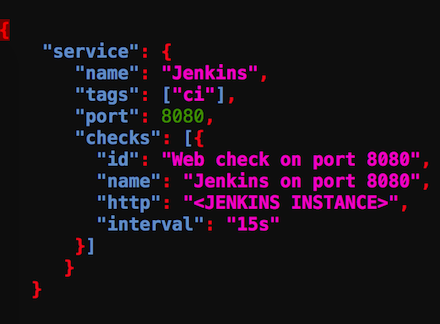 {
"service": {
"name": "Jenkins",
"tags": ["ci"],
"port": 8080,
"checks": [{
"id": "Web check on port 8080",
"name": "Jenkins on port 8080",
"http": "<JENKINS INSTANCE>",
"interval": "15s"
}]
}
}